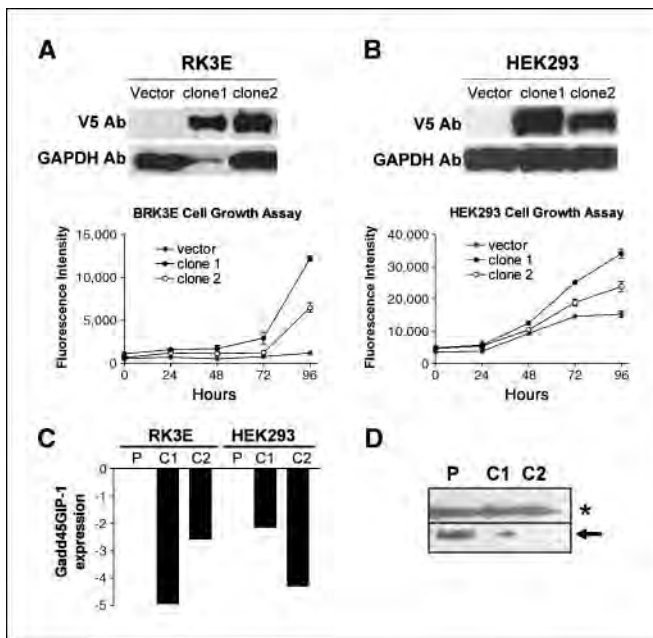 A
RK3E
Vector clone1 clone2
V5 Ab
GAPDH Ab
BRK3E Cell Growth Assay
Fluorescence Intensity
15,000
10,000
5,000
0
vector
clone 1
clone 2
0 24 48 72 96
Hours
B
HEK293
Vector clone1 clone2
V5 Ab
GAPDH Ab
HEK293 Cell Growth Assay
Fluorescence Intensity
40,000
30,000
20,000
10,000
0
vector
clone 1
clone 2
0 24 48 72 96
Hours
C
RK3E HEK293
P C1 C2 P C1 C2
Gadd45GIP-1
expression
0
-1
-2
-3
-4
-5
D
P C1 C2
*